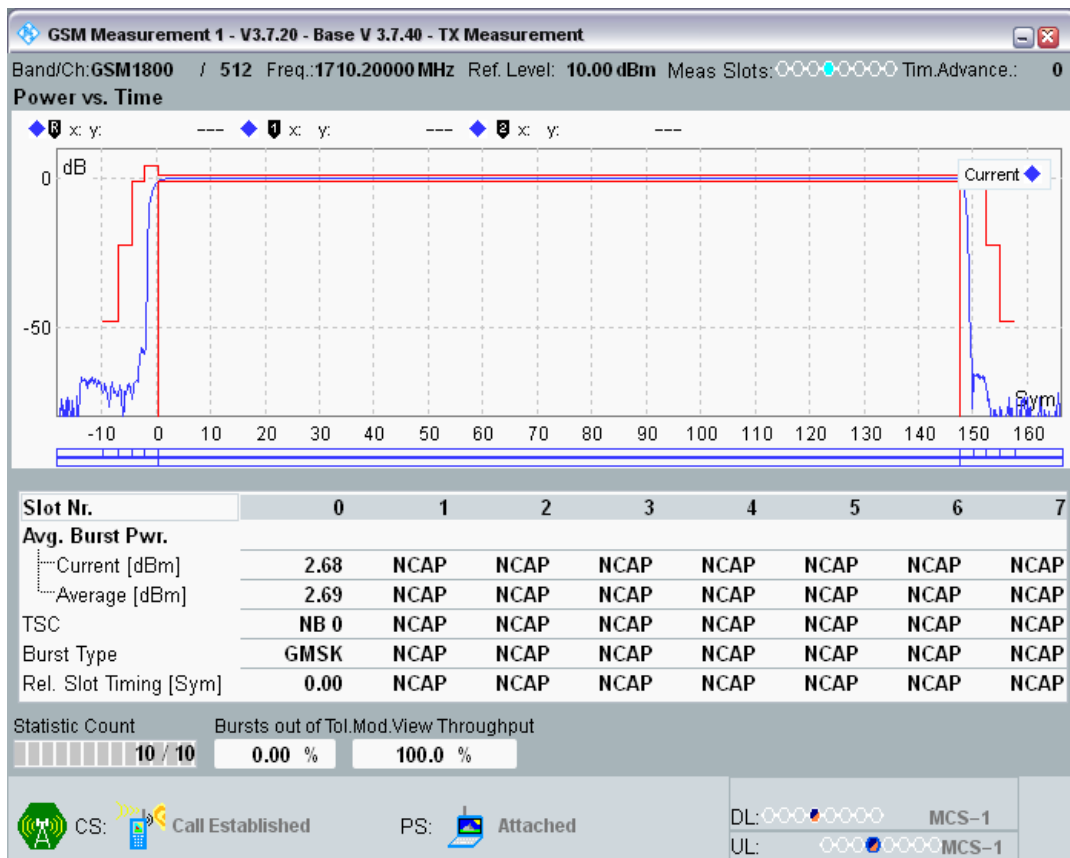 GSM Measurement 1 - V3.7.20 - Base V 3.7.40 - TX Measurement
Band/Ch:GSM1800 / 512 Freq.:1710.20000 MHz Ref. Level: 10.00 dBm Meas Slots: Tim.Advance.: 0
Power vs. Time
R x: y: --- 1 x: y: --- 2 x: y: ---
dB
Current
0
-50
Sym
-10 0 10 20 30 40 50 60 70 80 90 100 110 120 130 140 150 160
Slot Nr. 0 1 2 3 4 5 6 7
Avg. Burst Pwr.
Current [dBm] 2.68 NCAP NCAP NCAP NCAP NCAP NCAP NCAP
Average [dBm] 2.69 NCAP NCAP NCAP NCAP NCAP NCAP NCAP
TSC NB 0 NCAP NCAP NCAP NCAP NCAP NCAP NCAP
Burst Type GMSK NCAP NCAP NCAP NCAP NCAP NCAP NCAP
Rel. Slot Timing [Sym] 0.00 NCAP NCAP NCAP NCAP NCAP NCAP NCAP
Statistic Count Bursts out of Tol.Mod.View Throughput
10 / 10 0.00 % 100.0 %
CS: Call Established PS: Attached
DL: MCS-1
UL: MCS-1